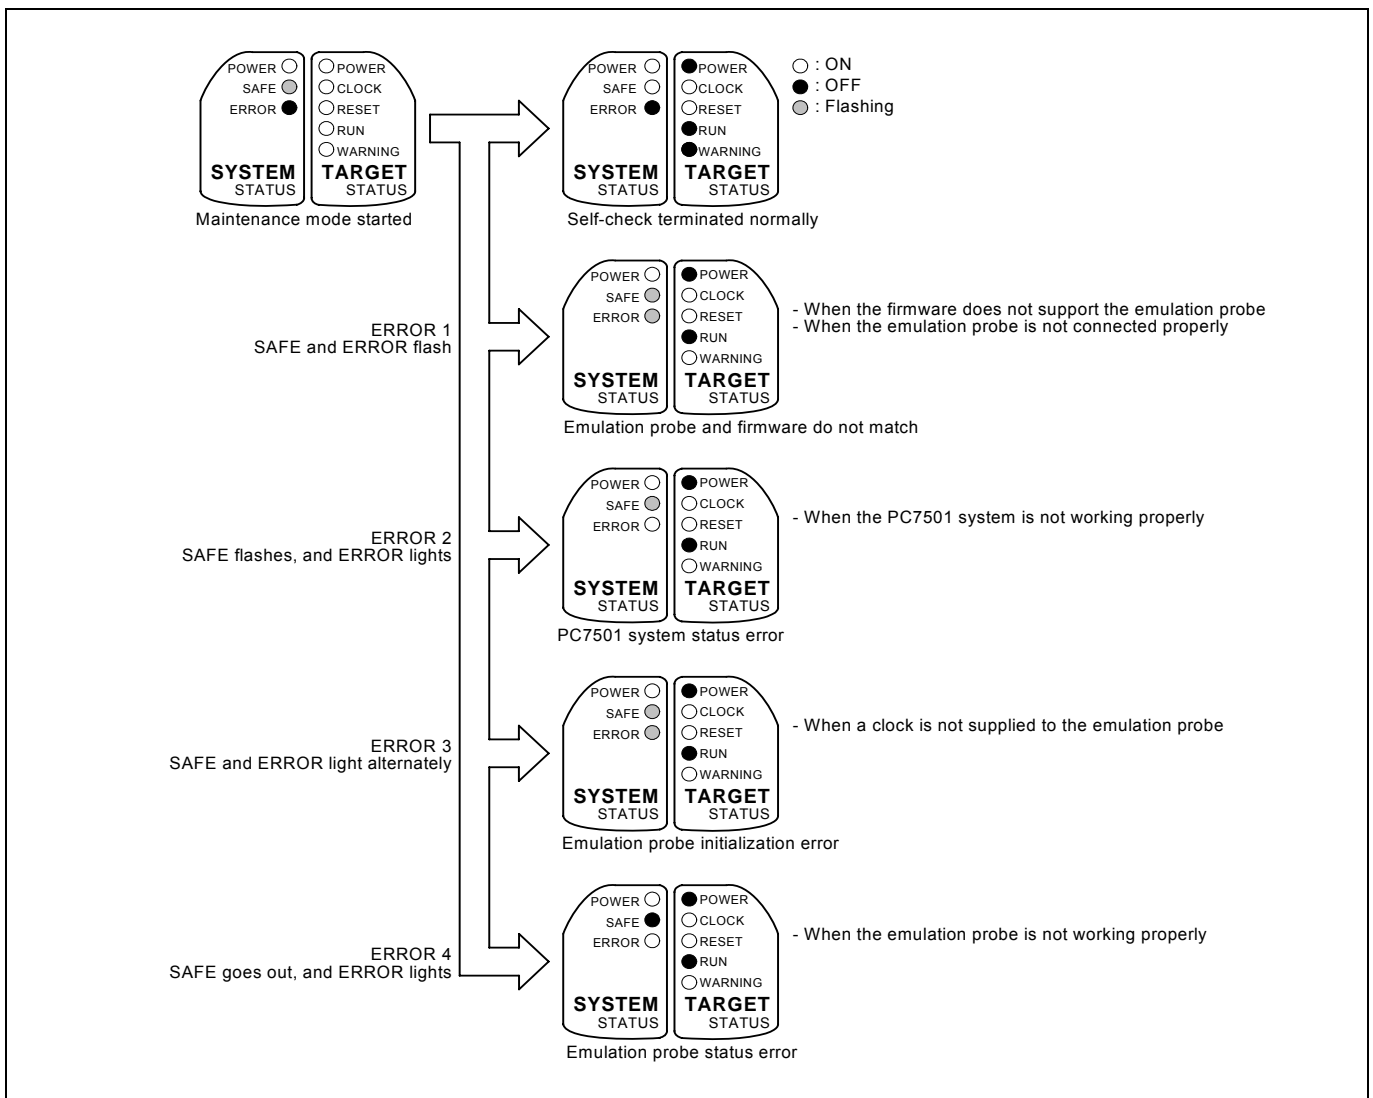 POWER
SAFE
ERROR
SYSTEM
STATUS
POWER
CLOCK
RESET
RUN
WARNING
TARGET
STATUS
Maintenance mode started
POWER
SAFE
ERROR
SYSTEM
STATUS
POWER
CLOCK
RESET
RUN
WARNING
TARGET
STATUS
Self-check terminated normally
: ON
: OFF
: Flashing
ERROR 1
SAFE and ERROR flash
POWER
SAFE
ERROR
SYSTEM
STATUS
POWER
CLOCK
RESET
RUN
WARNING
TARGET
STATUS
Emulation probe and firmware do not match
- When the firmware does not support the emulation probe
- When the emulation probe is not connected properly
ERROR 2
SAFE flashes, and ERROR lights
POWER
SAFE
ERROR
SYSTEM
STATUS
POWER
CLOCK
RESET
RUN
WARNING
TARGET
STATUS
PC7501 system status error
- When the PC7501 system is not working properly
ERROR 3
SAFE and ERROR light alternately
POWER
SAFE
ERROR
SYSTEM
STATUS
POWER
CLOCK
RESET
RUN
WARNING
TARGET
STATUS
Emulation probe initialization error
- When a clock is not supplied to the emulation probe
ERROR 4
SAFE goes out, and ERROR lights
POWER
SAFE
ERROR
SYSTEM
STATUS
POWER
CLOCK
RESET
RUN
WARNING
TARGET
STATUS
Emulation probe status error
- When the emulation probe is not working properly